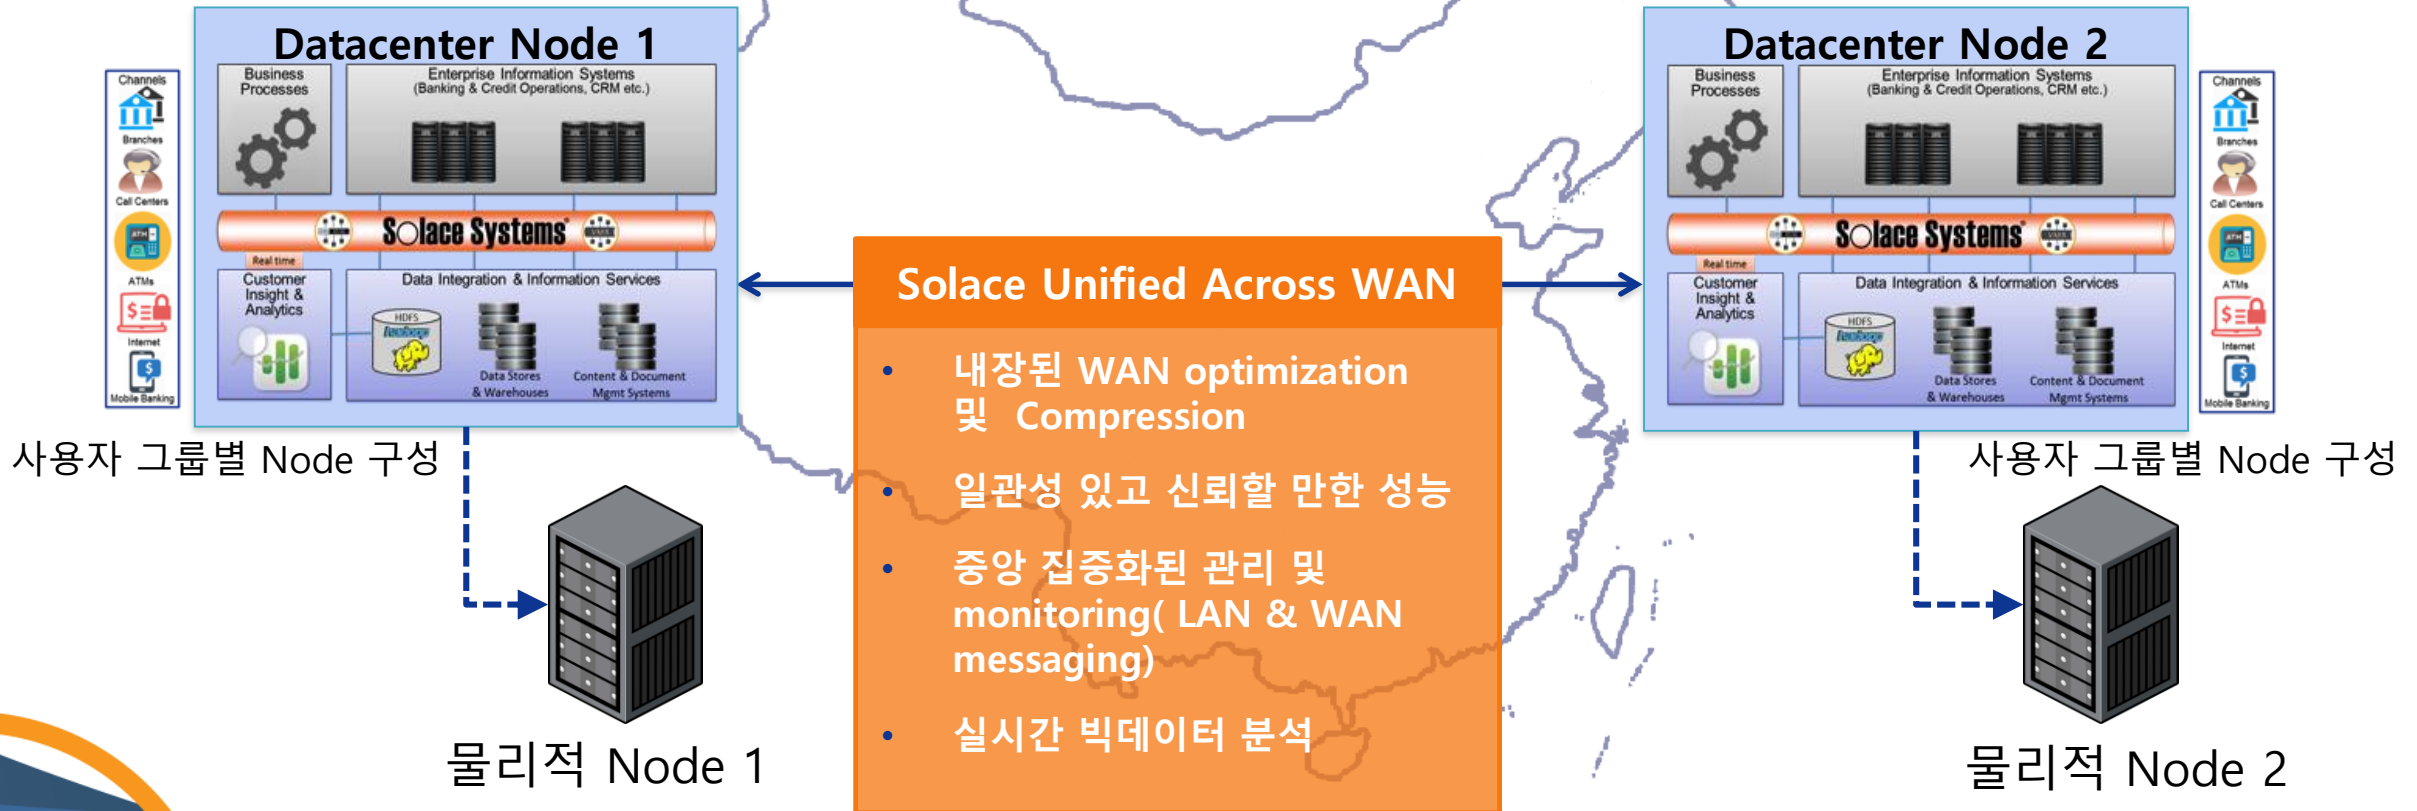 Datacenter Node 1
Channels
Branches
Call Centers
ATMs
Internet
Mobile Banking
Business
Processes
Enterprise Information Systems
(Banking & Credit Operations, CRM etc.)
Solace Systems
Real time
Customer
Insight &
Analytics
Data Integration & Information Services
HDFS
hadoop
Data Stores
& Warehouses
Content & Document
Mgmt Systems
사용자 그룹별 Node 구성
물리적 Node 1
Solace Unified Across WAN
• 내장된 WAN optimization
및 Compression
• 일관성 있고 신뢰할 만한 성능
• 중앙 집중화된 관리 및
monitoring( LAN & WAN
messaging)
• 실시간 빅데이터 분석
Datacenter Node 2
Business
Processes
Enterprise Information Systems
(Banking & Credit Operations, CRM etc.)
Solace Systems
Real time
Customer
Insight &
Analytics
Data Integration & Information Services
HDFS
hadoop
Data Stores
& Warehouses
Content & Document
Mgmt Systems
Channels
Branches
Call Centers
ATMs
Internet
Mobile Banking
사용자 그룹별 Node 구성
물리적 Node 2